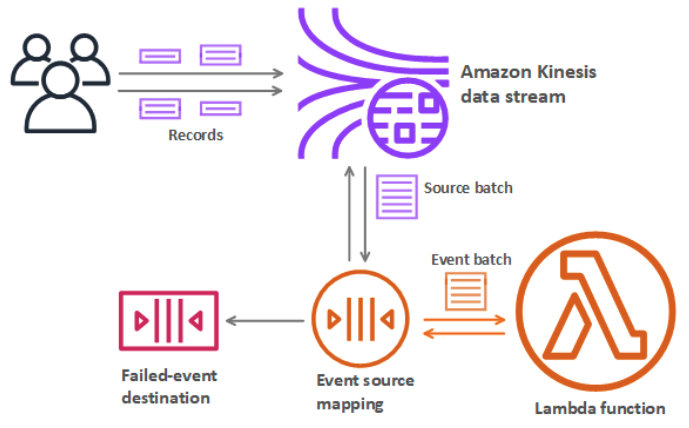 Amazon Kinesis
data stream
Records
Source batch
Event batch
Failed-event
destination
Event source
mapping
Lambda function